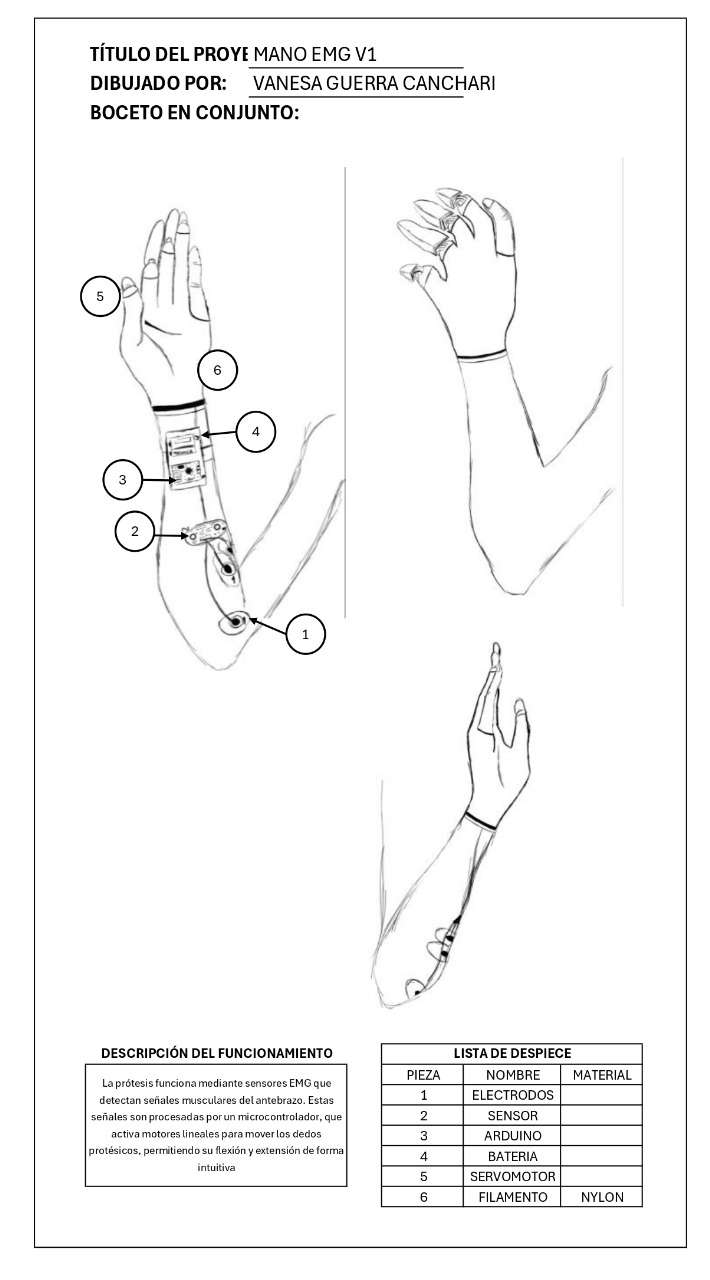 TÍTULO DEL PROYE MANO EMG V1
DIBUJADO POR: VANESA GUERRA CANCHARI
BOCETO EN CONJUNTO:
5
6
4
3
2
1
DESCRIPCIÓN DEL FUNCIONAMIENTO
La prótesis funciona mediante sensores EMG que
detectan señales musculares del antebrazo. Estas
señales son procesadas por un microcontrolador, que
activa motores lineales para mover los dedos
protésicos, permitiendo su flexión y extensión de forma
intuitiva
LISTA DE DESPIECE
PIEZA NOMBRE MATERIAL
1 ELECTRODOS
2 SENSOR
3 ARDUINO
4 BATERIA
5 SERVOMOTOR
6 FILAMENTO NYLON